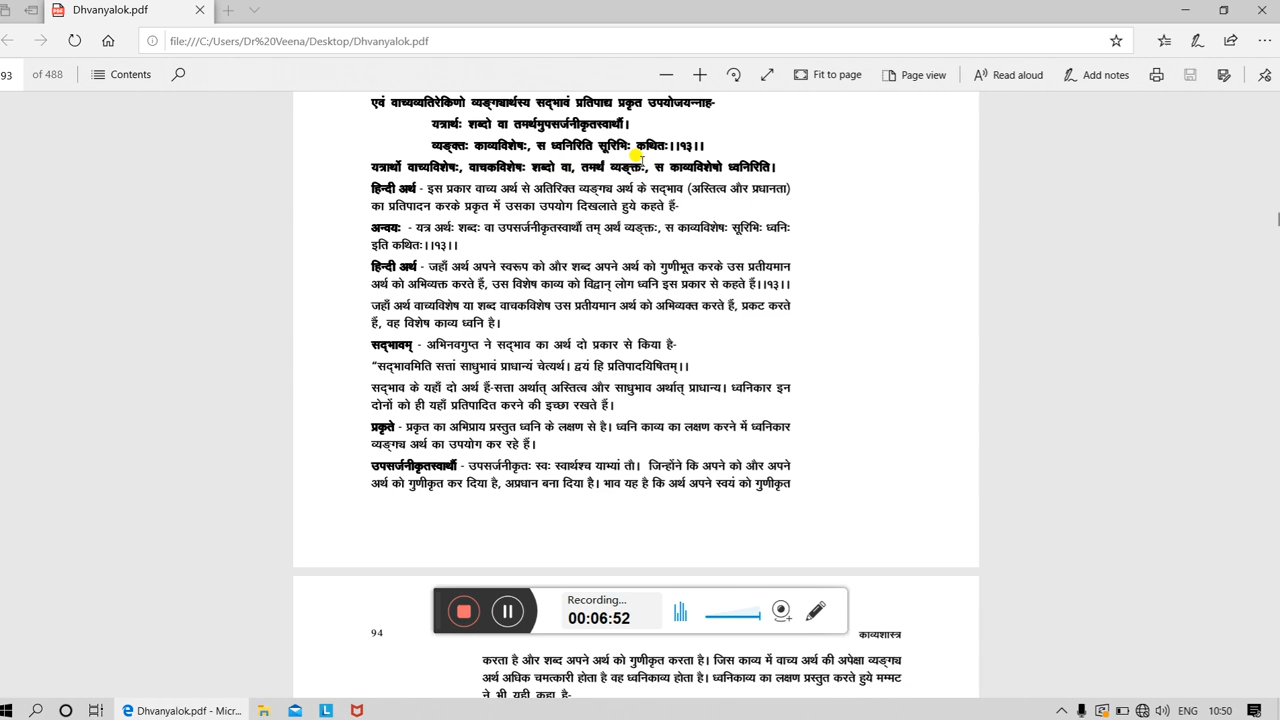 Dhvanyalok.pdf
file:///C:/Users/Dr%20Veena/Desktop/Dhvanyalok.pdf
93 of 488 Contents Fit to page Page view Read aloud Add notes
एवं वाच्यव्यतिरेकिणो व्यङ्ग्यार्थस्य सद्भावं प्रतिपाद्य प्रकृत उपयोजयन्नाह-
यत्रार्थः शब्दो वा तमर्थमुपसर्जनीकृतस्वार्थौ।
व्यङ्क्तः काव्यविशेषः, स ध्वनिरिति सूरिभिः कथितः।।१३।।
यत्रार्थो वाच्यविशेषः, वाचकविशेषः शब्दो वा, तमर्थं व्यङ्क्तः, स काव्यविशेषो ध्वनिरिति।
हिन्दी अर्थ - इस प्रकार वाच्य अर्थ से अतिरिक्त व्यङ्ग्य अर्थ के सद्भाव (अस्तित्व और प्रधानता)
का प्रतिपादन करके प्रकृत में उसका उपयोग दिखलाते हुये कहते हैं-
अन्वयः - यत्र अर्थः शब्दः वा उपसर्जनीकृतस्वार्थौ तम् अर्थं व्यङ्क्तः, स काव्यविशेषः सूरिभिः ध्वनिः
इति कथितः।।१३।।
हिन्दी अर्थ - जहाँ अर्थ अपने स्वरूप को और शब्द अपने अर्थ को गुणीभूत करके उस प्रतीयमान
अर्थ को अभिव्यक्त करते हैं, उस विशेष काव्य को विद्वान् लोग ध्वनि इस प्रकार से कहते हैं।।१३।।
जहाँ अर्थ वाच्यविशेष या शब्द वाचकविशेष उस प्रतीयमान अर्थ को अभिव्यक्त करते हैं, प्रकट करते
हैं, वह विशेष काव्य ध्वनि है।
सद्भावम् - अभिनवगुप्त ने सद्भाव का अर्थ दो प्रकार से किया है-
“सद्भावमिति सत्तां साधुभावं प्राधान्यं चेत्यर्थ। द्वयं हि प्रतिपादयिषितम्।।
सद्भाव के यहाँ दो अर्थ हैं-सत्ता अर्थात् अस्तित्व और साधुभाव अर्थात् प्राधान्य। ध्वनिकार इन
दोनों को ही यहाँ प्रतिपादित करने की इच्छा रखते हैं।
प्रकृते - प्रकृत का अभिप्राय प्रस्तुत ध्वनि के लक्षण से है। ध्वनि काव्य का लक्षण करने में ध्वनिकार
व्यङ्ग्य अर्थ का उपयोग कर रहे हैं।
उपसर्जनीकृतस्वार्थौ - उपसर्जनीकृतः स्वः स्वार्थश्च याभ्यां तौ। जिन्होंने कि अपने को और अपने
अर्थ को गुणीकृत कर दिया है, अप्रधान बना दिया है। भाव यह है कि अर्थ अपने स्वयं को गुणीकृत
Recording...
00:06:52
94 काव्यशास्त्र
करता है और शब्द अपने अर्थ को गुणीकृत करता है। जिस काव्य में वाच्य अर्थ की अपेक्षा व्यङ्ग्य
अर्थ अधिक चमत्कारी होता है वह ध्वनिकाव्य होता है। ध्वनिकाव्य का लक्षण प्रस्तुत करते हुये मम्मट
ने भी यही कहा है-
Dhvanyalok.pdf - Micr... ENG 10:50